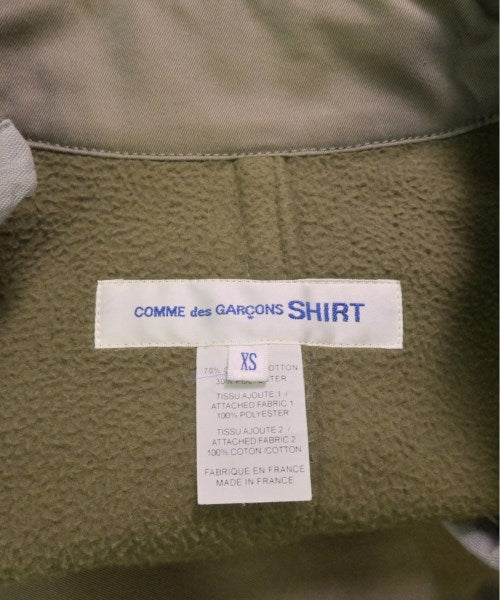 COMME des GARÇONS SHIRT
XS
70% COTTON
30% POLYESTER
TISSU AJOUTE 1 /
ATTACHED FABRIC 1
100% POLYESTER
TISSU AJOUTE 2 /
ATTACHED FABRIC 2
100% COTON /COTTON
FABRIQUE EN FRANCE
MADE IN FRANCE